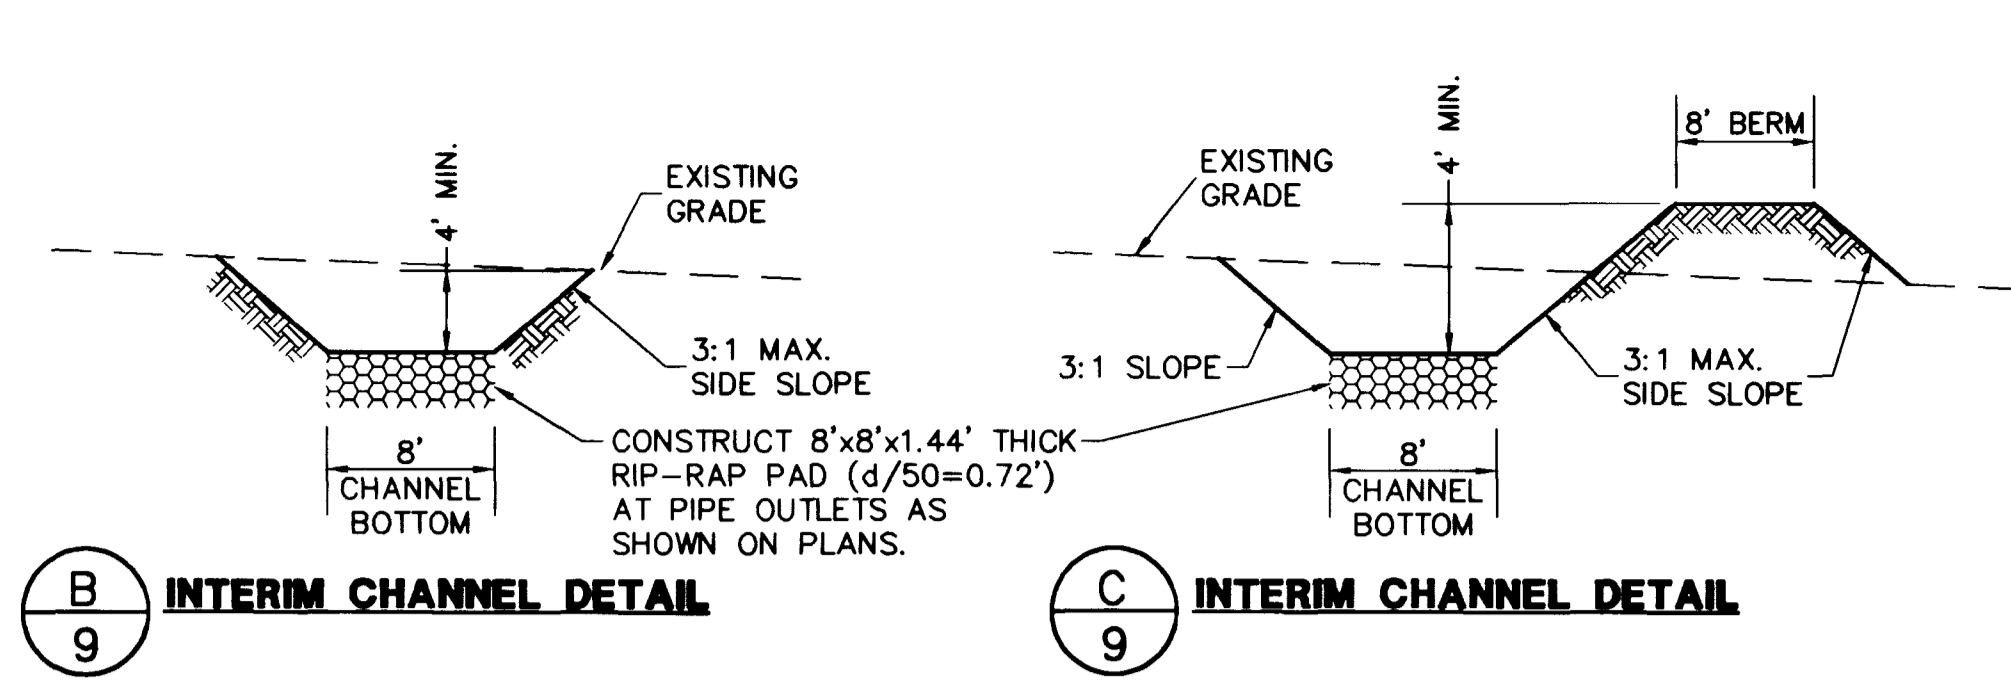 4' MIN.
EXISTING
GRADE
3:1 MAX.
SIDE SLOPE
8'
CHANNEL
BOTTOM
CONSTRUCT 8'x8'x1.44' THICK
RIP-RAP PAD (d/50=0.72')
AT PIPE OUTLETS AS
SHOWN ON PLANS.
B
9
INTERIM CHANNEL DETAIL
4' MIN.
8' BERM
EXISTING
GRADE
3:1 SLOPE
3:1 MAX.
SIDE SLOPE
8'
CHANNEL
BOTTOM
C
9
INTERIM CHANNEL DETAIL